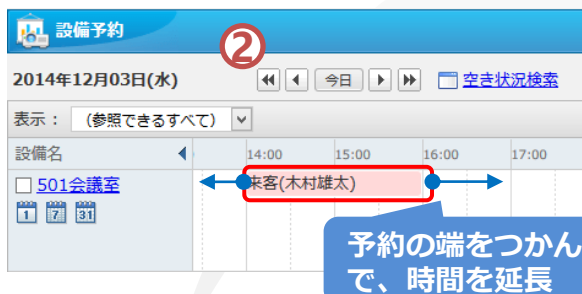 設備予約
②
2014年12月03日(水)
今日
空き状況検索
表示： (参照できるすべて)
設備名
14:00 15:00 16:00 17:00
501会議室
来客(木村雄太)
1 7 31
予約の端をつかん
で、時間を延長